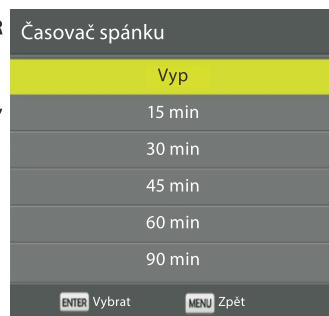 R
Časovač spánku
Vyp
15 min
30 min
45 min
60 min
90 min
ENTER Vybrat MENU Zpět